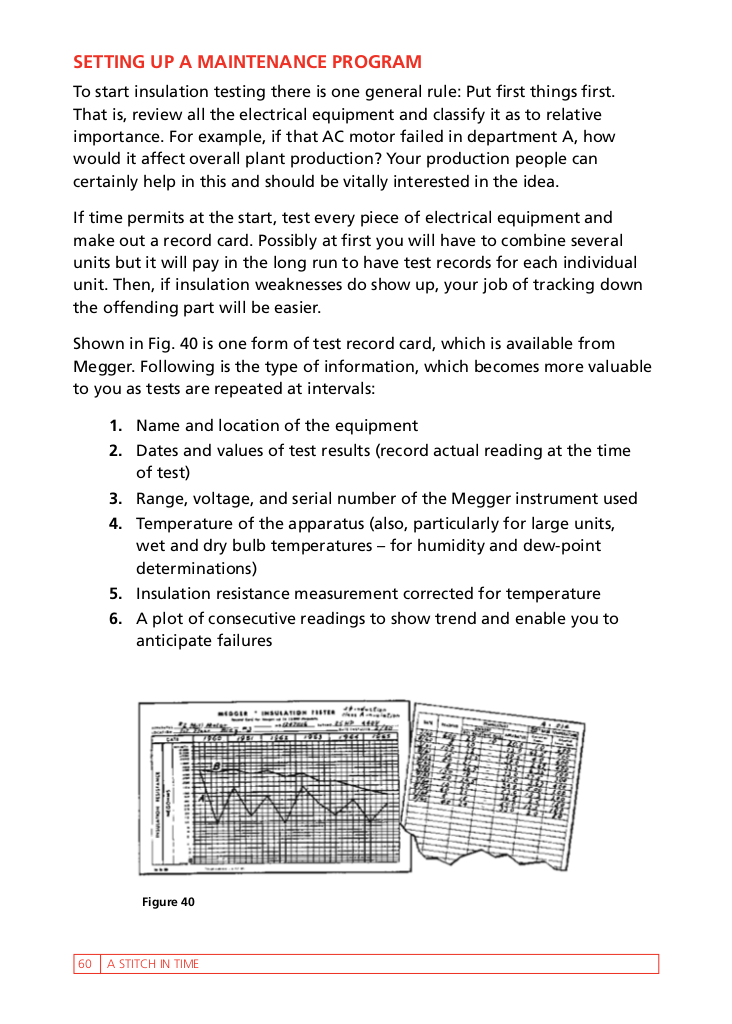 SETTING UP A MAINTENANCE PROGRAM
To start insulation testing there is one general rule: Put first things first.
That is, review all the electrical equipment and classify it as to relative
importance. For example, if that AC motor failed in department A, how
would it affect overall plant production? Your production people can
certainly help in this and should be vitally interested in the idea.
If time permits at the start, test every piece of electrical equipment and
make out a record card. Possibly at first you will have to combine several
units but it will pay in the long run to have test records for each individual
unit. Then, if insulation weaknesses do show up, your job of tracking down
the offending part will be easier.
Shown in Fig. 40 is one form of test record card, which is available from
Megger. Following is the type of information, which becomes more valuable
to you as tests are repeated at intervals:
1. Name and location of the equipment
2. Dates and values of test results (record actual reading at the time
of test)
3. Range, voltage, and serial number of the Megger instrument used
4. Temperature of the apparatus (also, particularly for large units,
wet and dry bulb temperatures – for humidity and dew-point
determinations)
5. Insulation resistance measurement corrected for temperature
6. A plot of consecutive readings to show trend and enable you to
anticipate failures
MEGGER INSULATION TESTER
DATE
INSULATION RESISTANCE
MEGOHMS
B
A
DATE
Figure 40
60 A STITCH IN TIME